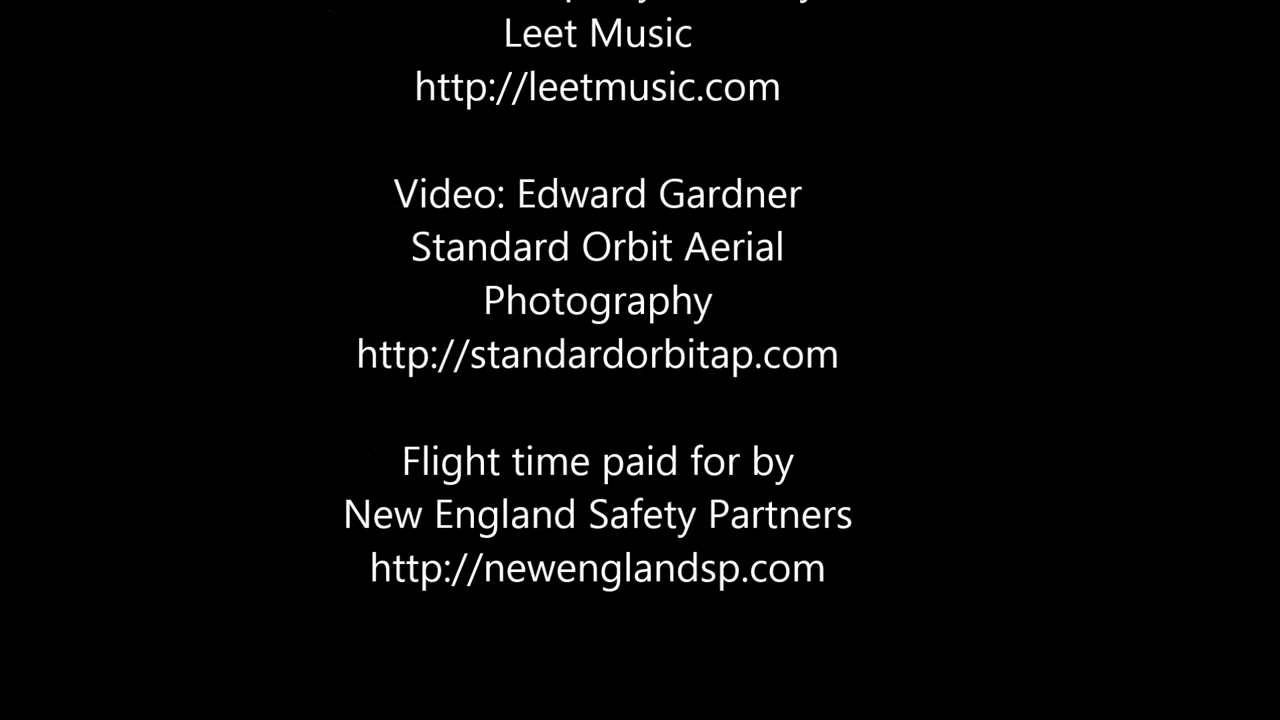 Leet Music
http://leetmusic.com
Video: Edward Gardner
Standard Orbit Aerial
Photography
http://standardorbitap.com
Flight time paid for by
New England Safety Partners
http://newenglandsp.com